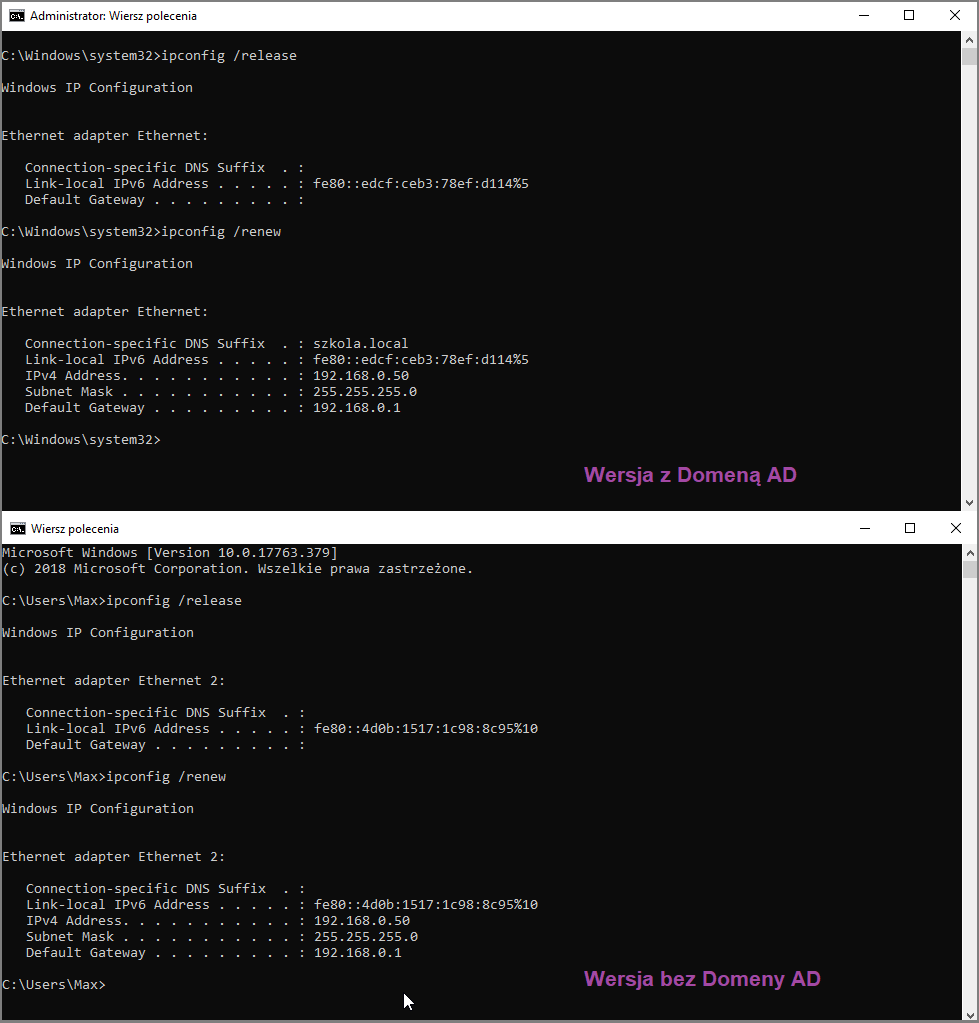 Administrator: Wiersz polecenia
C:\Windows\system32>ipconfig /release
Windows IP Configuration
Ethernet adapter Ethernet:
Connection-specific DNS Suffix  . :
Link-local IPv6 Address . . . . . : fe80::edcf:ceb3:78ef:d114%5
Default Gateway . . . . . . . . . :
C:\Windows\system32>ipconfig /renew
Windows IP Configuration
Ethernet adapter Ethernet:
Connection-specific DNS Suffix  . : szkola.local
Link-local IPv6 Address . . . . . : fe80::edcf:ceb3:78ef:d114%5
IPv4 Address. . . . . . . . . . . : 192.168.0.50
Subnet Mask . . . . . . . . . . . : 255.255.255.0
Default Gateway . . . . . . . . . : 192.168.0.1
C:\Windows\system32>
Wersja z Domeną AD
Wiersz polecenia
Microsoft Windows [Version 10.0.17763.379]
(c) 2018 Microsoft Corporation. Wszelkie prawa zastrzeżone.
C:\Users\Max>ipconfig /release
Windows IP Configuration
Ethernet adapter Ethernet 2:
Connection-specific DNS Suffix  . :
Link-local IPv6 Address . . . . . : fe80::4d0b:1517:1c98:8c95%10
Default Gateway . . . . . . . . . :
C:\Users\Max>ipconfig /renew
Windows IP Configuration
Ethernet adapter Ethernet 2:
Connection-specific DNS Suffix  . :
Link-local IPv6 Address . . . . . : fe80::4d0b:1517:1c98:8c95%10
IPv4 Address. . . . . . . . . . . : 192.168.0.50
Subnet Mask . . . . . . . . . . . : 255.255.255.0
Default Gateway . . . . . . . . . : 192.168.0.1
C:\Users\Max>
Wersja bez Domeny AD